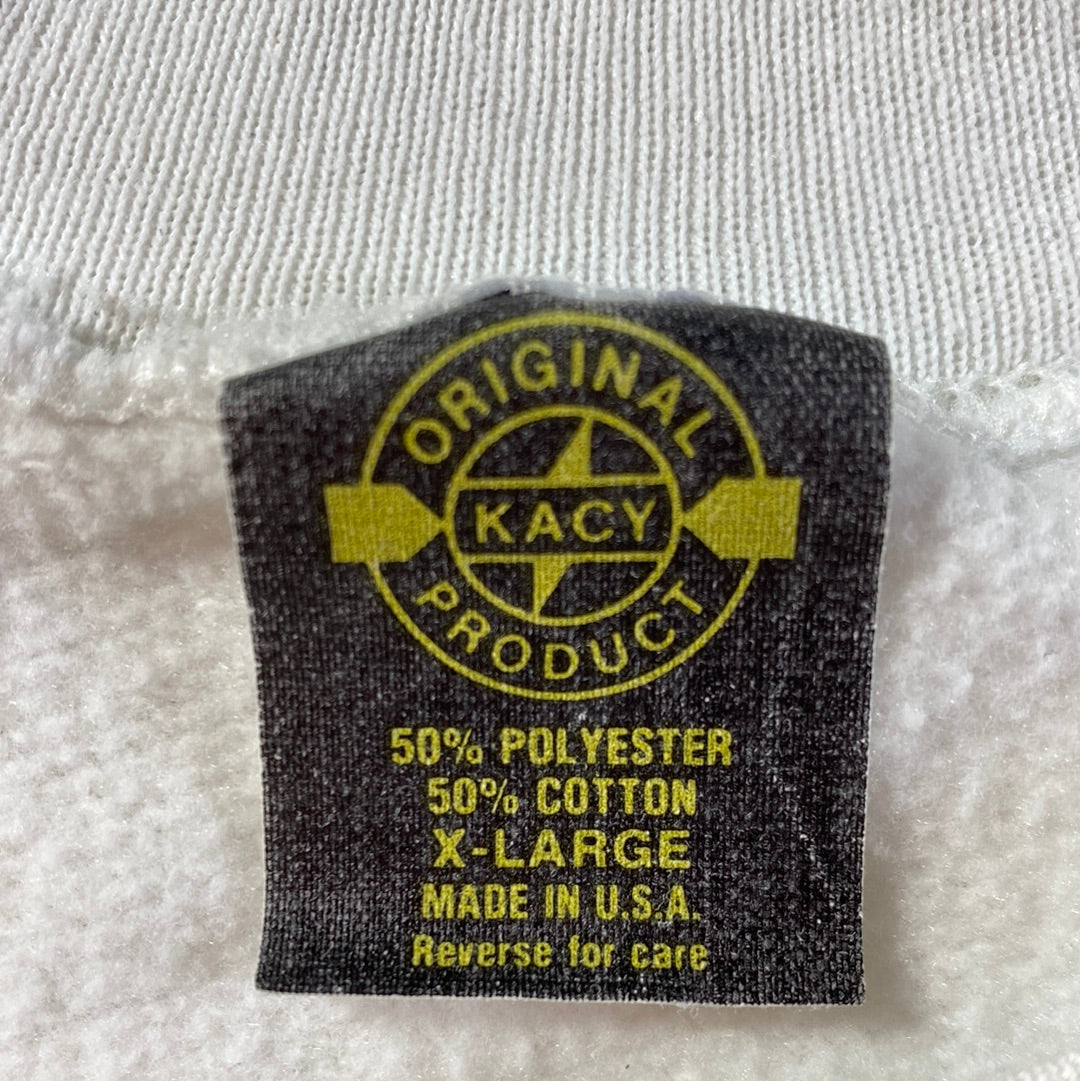 ORIGINAL
KACY
PRODUCT
50% POLYESTER
50% COTTON
X-LARGE
MADE IN U.S.A.
Reverse for care